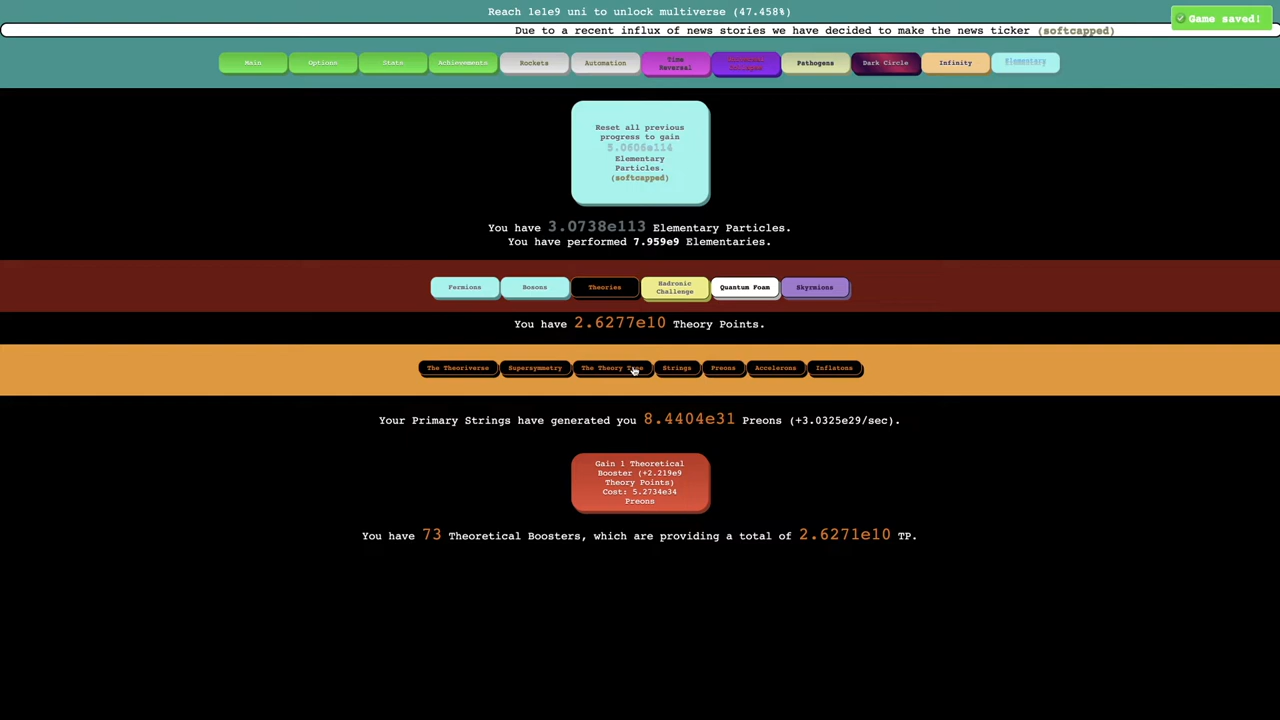 Reach 1e1e9 uni to unlock multiverse (47.458%)
Game saved!
Due to a recent influx of news stories we have decided to make the news ticker (softcapped)
Main Options Stats Achievements Rockets Automation Time Reversal Pathogens Dark Circle Infinity Elementary
Reset all previous
progress to gain
5.0606e114
Elementary
Particles.
(softcapped)
You have 3.0738e113 Elementary Particles.
You have performed 7.959e9 Elementaries.
Fermions Bosons Theories Hadronic Challenge Quantum Foam Skyrmions
You have 2.6277e10 Theory Points.
The Theoriverse Supersymmetry The Theory Tree Strings Preons Accelerons Inflatons
Your Primary Strings have generated you 8.4404e31 Preons (+3.0325e29/sec).
Gain 1 Theoretical
Booster (+2.219e9
Theory Points)
Cost: 5.2734e34
Preons
You have 73 Theoretical Boosters, which are providing a total of 2.6271e10 TP.